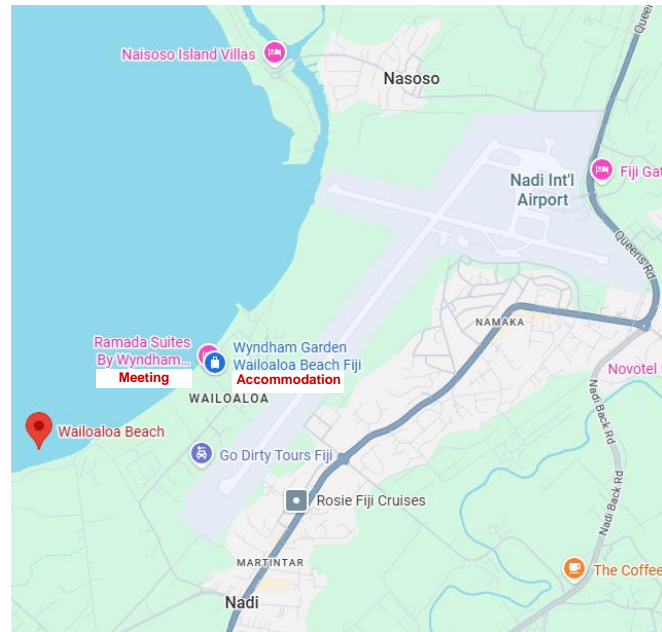 Queen
Naisoso Island Villas
Nasoso
Nadi Int'l
Airport
Fiji Gat
Queens Rd
NAMAKA
Ramada Suites
By Wyndham...
Meeting
Wyndham Garden
Wailoaloa Beach Fiji
Accommodation
WAILOALOA
Novotel
Nadi Back Rd
Nadi Back Rd
Wailoaloa Beach
Go Dirty Tours Fiji
Rosie Fiji Cruises
MARTINTAR
The Coffee
Nadi